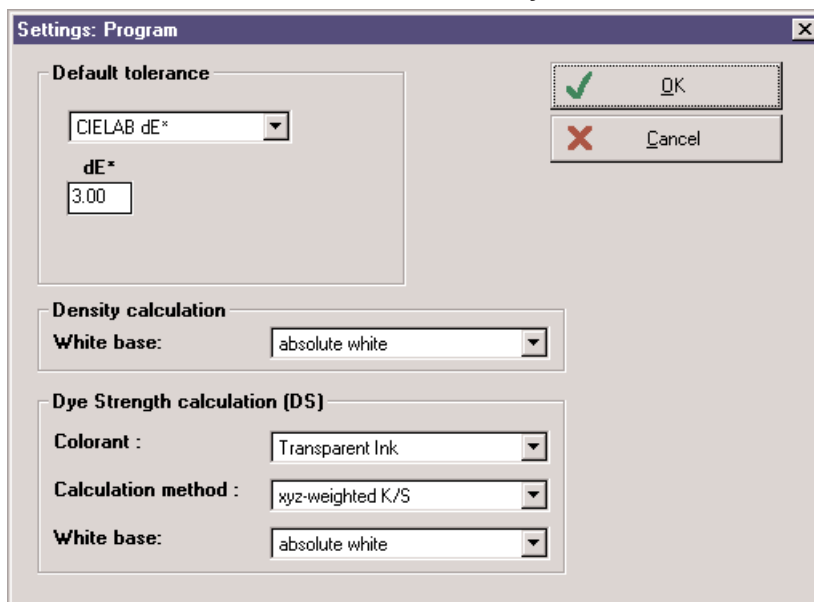 Settings: Program
Default tolerance
OK
CIELAB dE*
Cancel
dE*
3.00
Density calculation
White base: absolute white
Dye Strength calculation (DS)
Colorant : Transparent Ink
Calculation method : xyz-weighted K/S
White base: absolute white